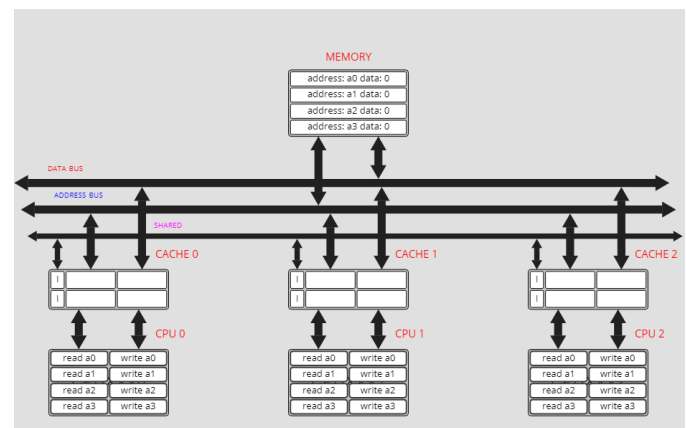 MEMORY
address: a0 data: 0
address: a1 data: 0
address: a2 data: 0
address: a3 data: 0
DATA BUS
ADDRESS BUS
SHARED
CACHE 0 CACHE 1 CACHE 2
I I I
I I I
CPU 0 CPU 1 CPU 2
read a0 write a0 read a0 write a0 read a0 write a0
read a1 write a1 read a1 write a1 read a1 write a1
read a2 write a2 read a2 write a2 read a2 write a2
read a3 write a3 read a3 write a3 read a3 write a3